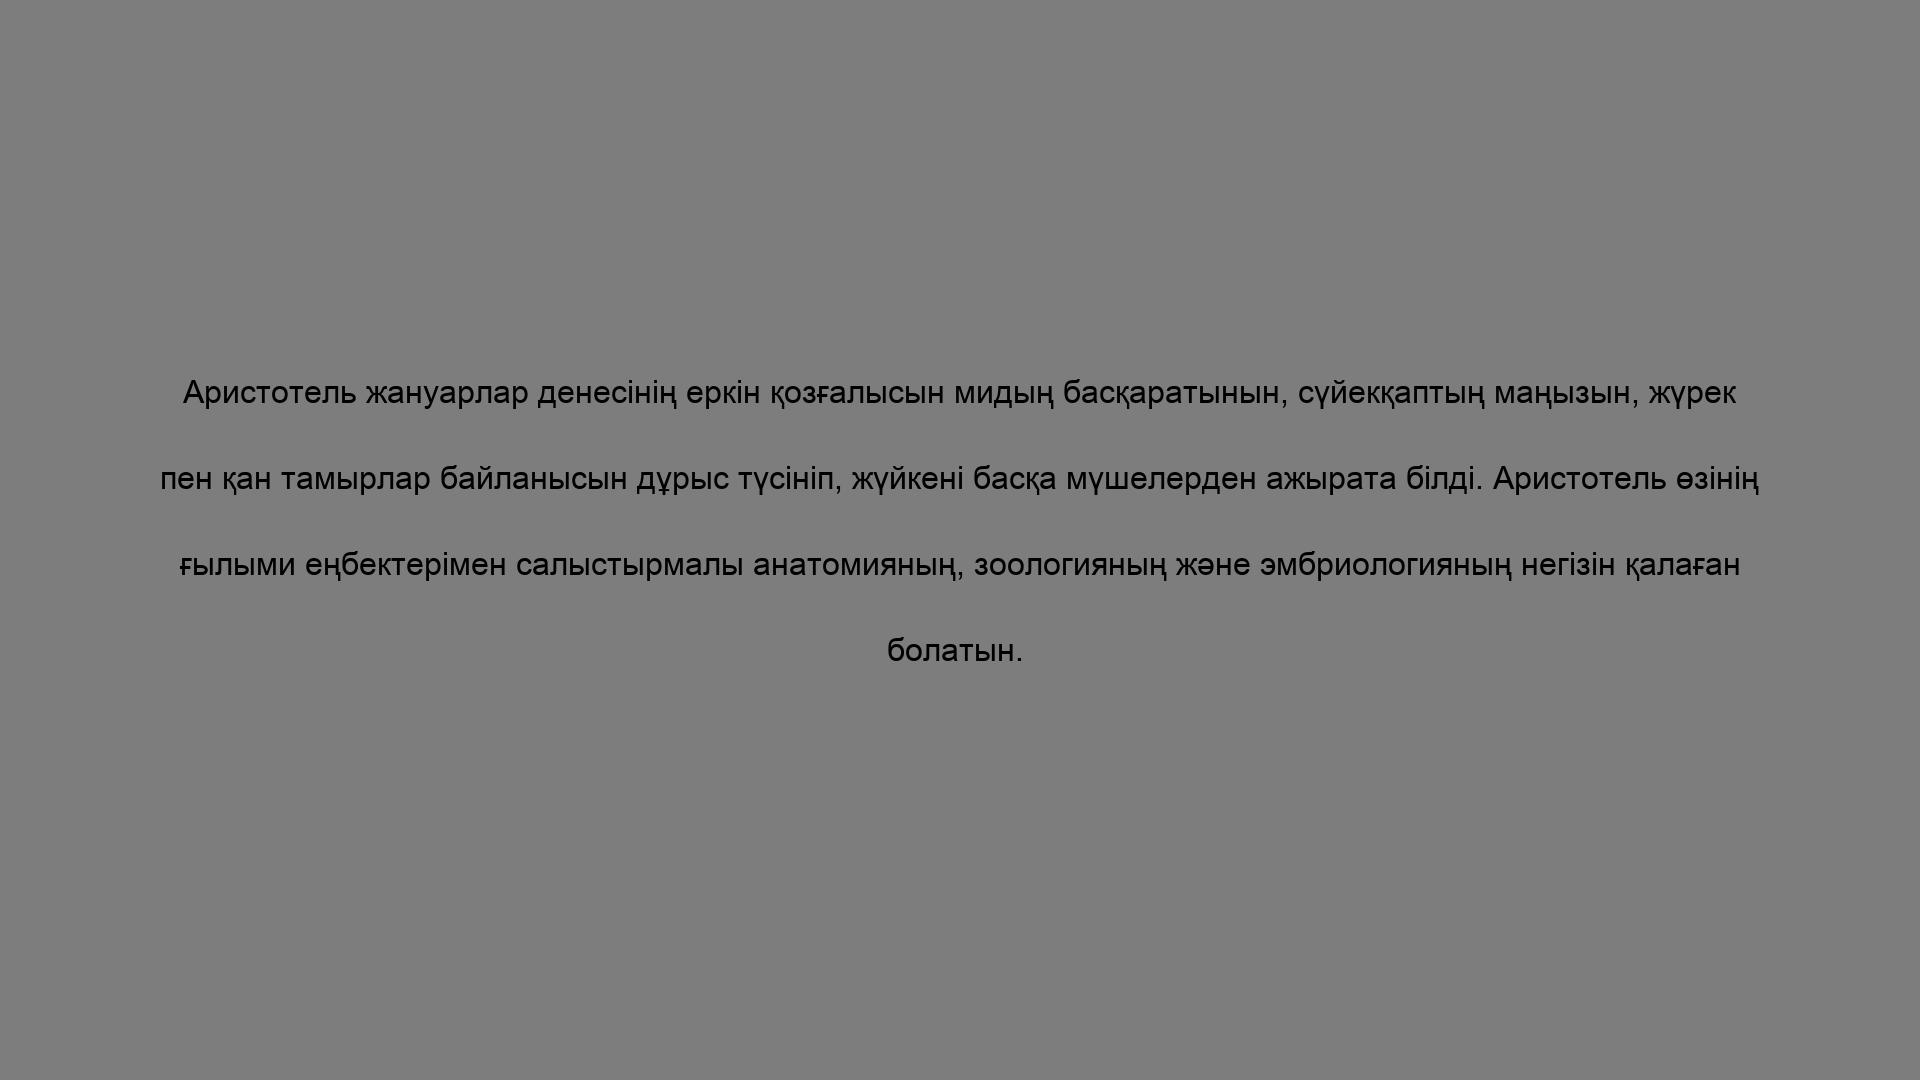 Аристотель жануарлар денесінің еркін қозғалысын мидың басқаратынын, сүйекқаптың маңызын, жүрек
пен қан тамырлар байланысын дұрыс түсініп, жүйкені басқа мүшелерден ажырата білді. Аристотель өзінің
ғылыми еңбектерімен салыстырмалы анатомияның, зоологияның және эмбриологияның негізін қалаған
болатын.